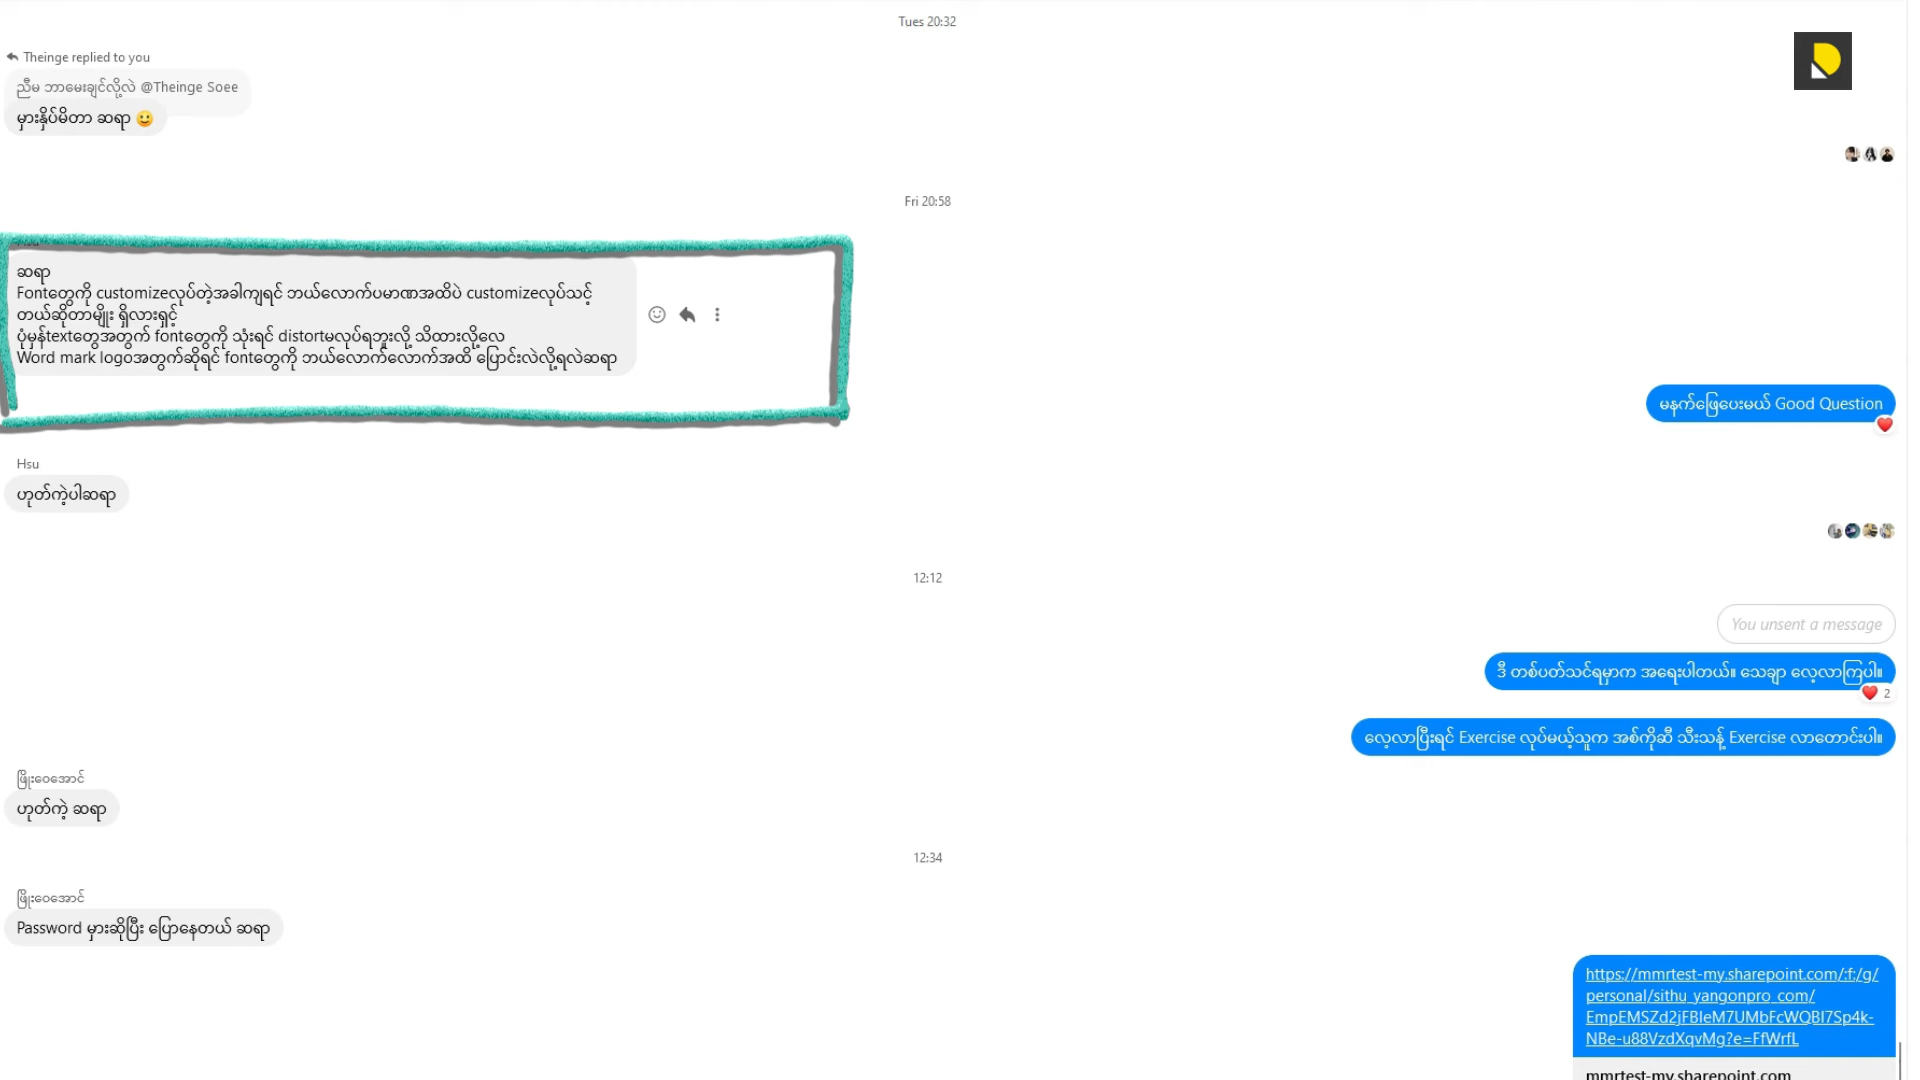 Tues 20:32
Theinge replied to you
ညီမ ဘာမေးချင်လို့လဲ @Theinge Soee
မှားနှိပ်မိတာ ဆရာ 🙂
Fri 20:58
ဆရာ
Fontတွေကို customizeလုပ်တဲ့အခါကျရင် ဘယ်လောက်ပမာဏအထိပဲ customizeလုပ်သင့်
တယ်ဆိုတာမျိုး ရှိလားရှင့်
ပုံမှန်textတွေအတွက် fontတွေကို သုံးရင် distortမလုပ်ရဘူးလို့ သိထားလို့လေ
Word mark logoအတွက်ဆိုရင် fontတွေကို ဘယ်လောက်လောက်အထိ ပြောင်းလဲလို့ရလဲဆရာ
မနက်ဖြေပေးမယ် Good Question
Hsu
ဟုတ်ကဲ့ပါဆရာ
12:12
You unsent a message
ဒီ တစ်ပတ်သင်ရမှာက အရေးပါတယ်။ သေချာ လေ့လာကြပါ။
2
လေ့လာပြီးရင် Exercise လုပ်မယ့်သူက အစ်ကို့ဆီ သီးသန့် Exercise လာတောင်းပါ။
ဖြိုးဝေအောင်
ဟုတ်ကဲ့ ဆရာ
12:34
ဖြိုးဝေအောင်
Password မှားဆိုပြီး ပြောနေတယ် ဆရာ
https://mmrtest-my.sharepoint.com/:f:/g/
personal/sithu_yangonpro_com/
EmpEMSZd2jFBleM7UMbFcWQBI7Sp4k-
NBe-u88VzdXqvMg?e=FfWrfL
mmrtest-my.sharepoint.com